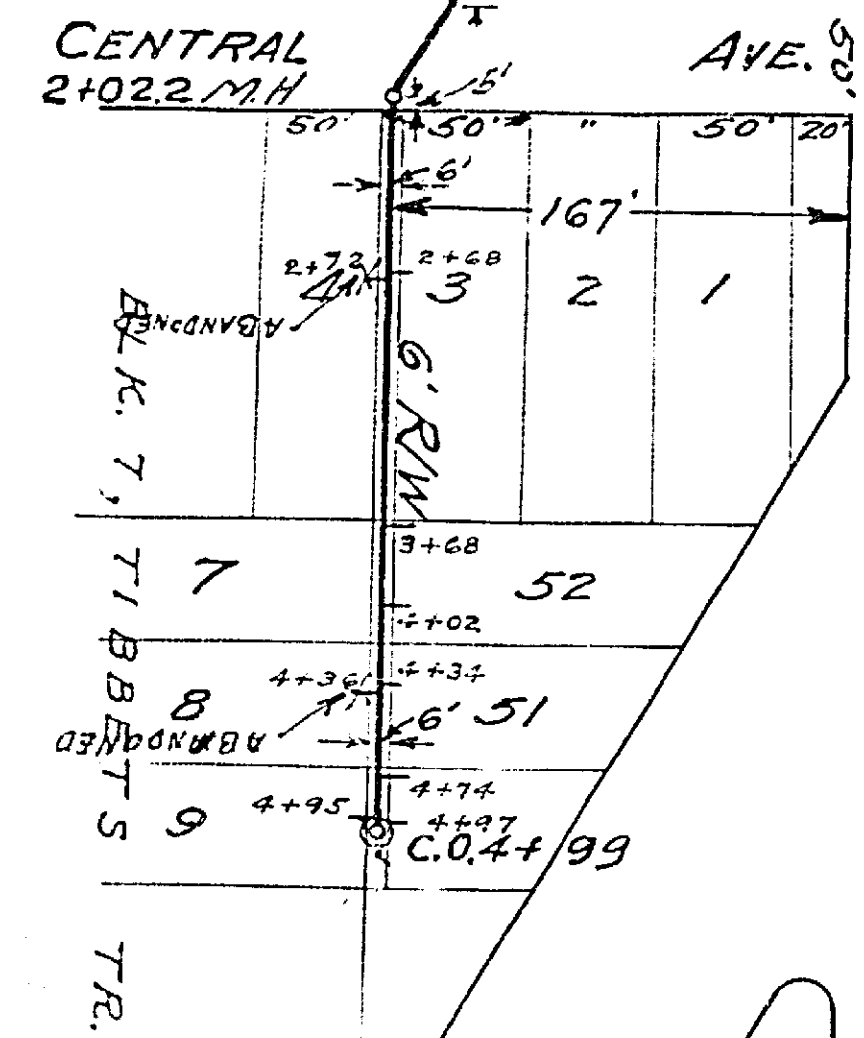 CENTRAL AVE.
2+02.2 M.H
5'
50'
50' 50' " 50' 20'
6'
167'
2+72 2+68
4 3 2 1
ABANDONED
6' R/W
BLK. 7, TIBBETTS TR.
3+68
7 52
4+02
4+36 4+34
8 6' 51
ABANDONED
4+74
9 4+95 4+97
C.O. 4+99